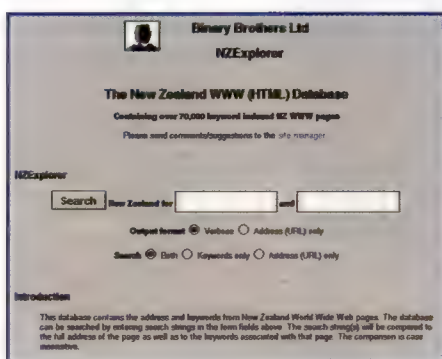 Binary Brothers Ltd
NZExplorer
The New Zealand WWW (HTML) Database
Containing over 70,000 keyword indexed NZ WWW pages
Please send comments/suggestions to the site manager.
NZExplorer
Search New Zealand for and
Output format Verbose Address (URL) only
Search Both Keywords only Address (URL) only
Introduction
This database contains the address and keywords from New Zealand World Wide Web pages. The database
can be searched by entering search strings in the form fields above. The search string(s) will be compared to
the full address of the page as well as to the keywords associated with that page. The comparison is case
insensitive.